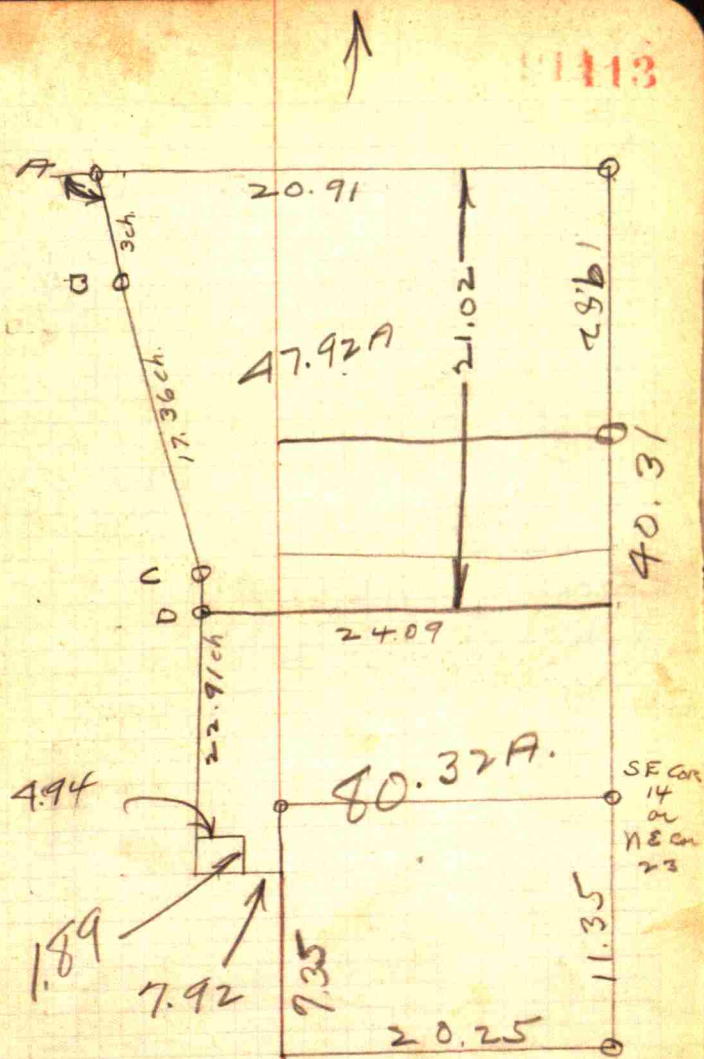 113
A
20.91
3ch.
B
19.82
21.02
17.36ch.
47.92A
40.31
C
D
24.09
22.91ch
80.32A.
4.94
SE Cor
14
or
NE Cor
23
1.89
7.92
9.35
11.35
20.25